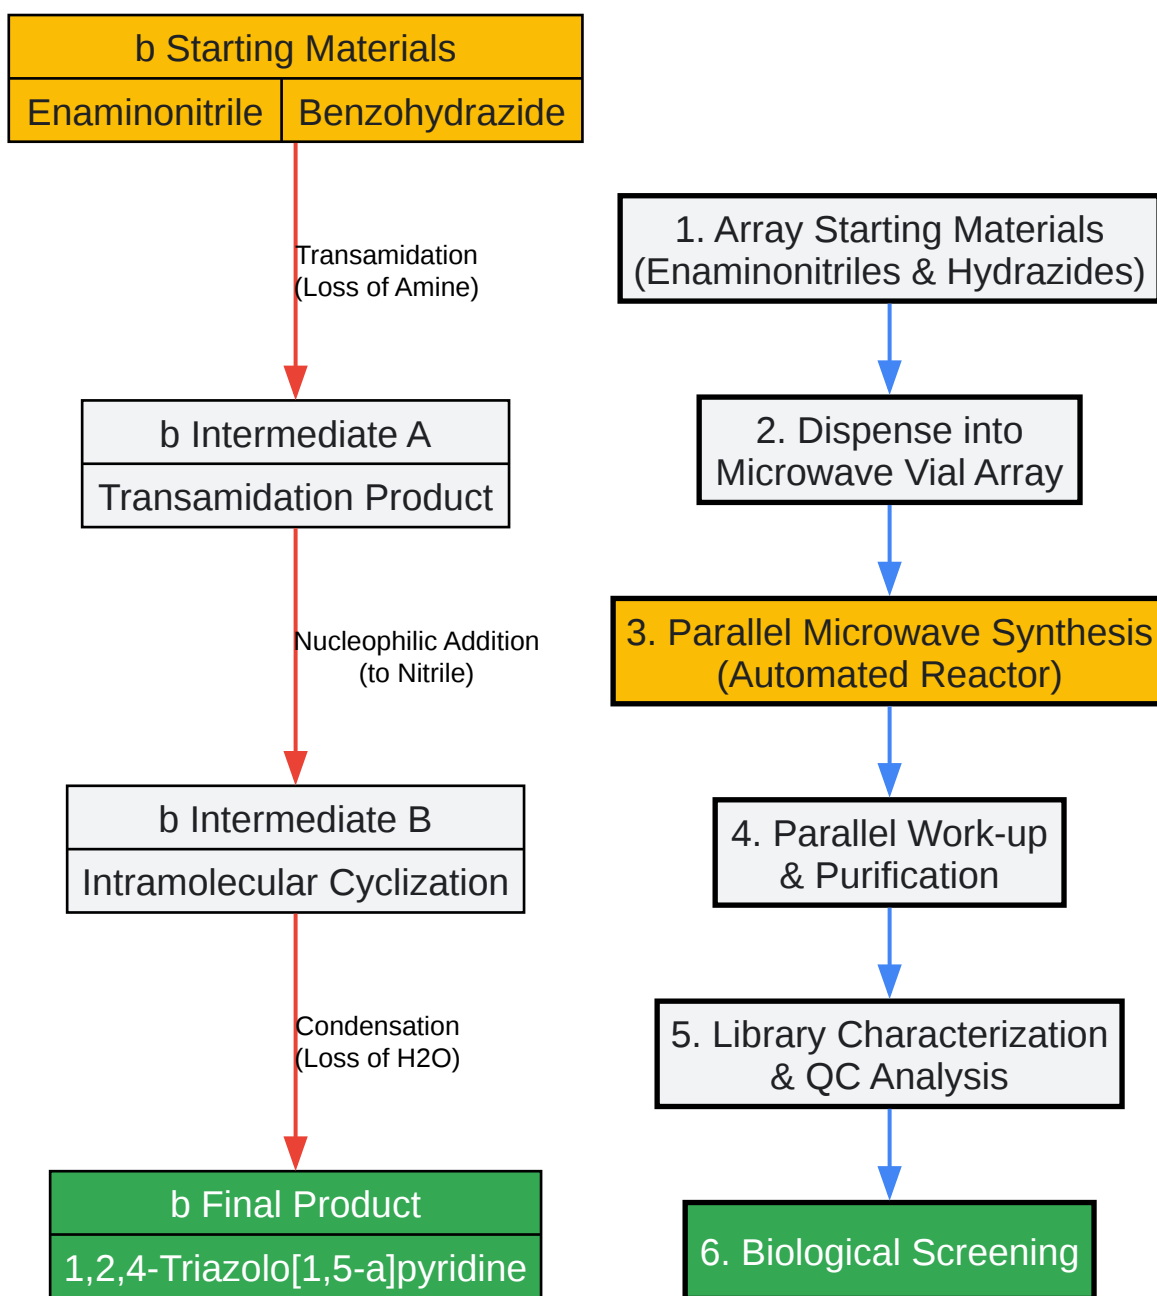 b Starting Materials
Enaminonitrile
Benzohydrazide
Transamidation
(Loss of Amine)
b Intermediate A
Transamidation Product
Nucleophilic Addition
(to Nitrile)
b Intermediate B
Intramolecular Cyclization
Condensation
(Loss of H2O)
b Final Product
1,2,4-Triazolo[1,5-a]pyridine
1. Array Starting Materials
(Enaminonitriles & Hydrazides)
2. Dispense into
Microwave Vial Array
3. Parallel Microwave Synthesis
(Automated Reactor)
4. Parallel Work-up
& Purification
5. Library Characterization
& QC Analysis
6. Biological Screening